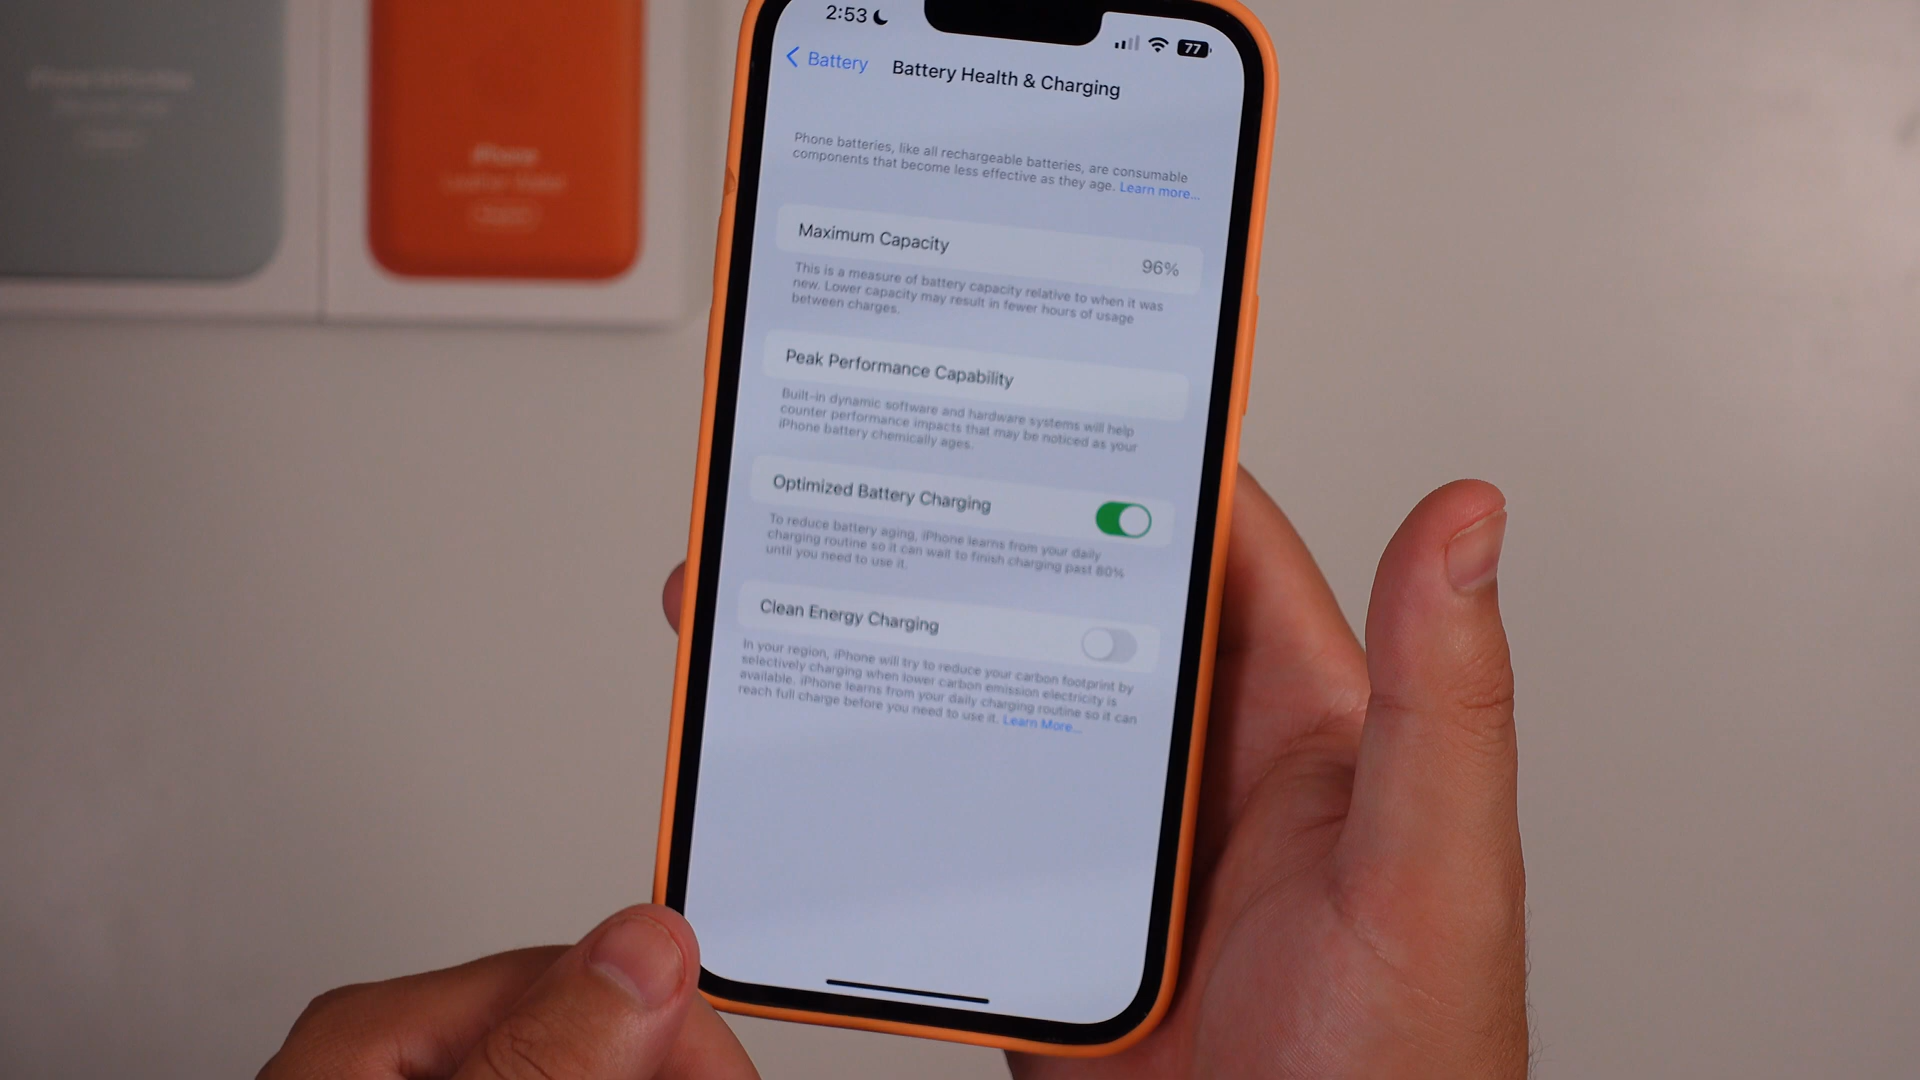 2:53
77
Battery
Battery Health & Charging
Phone batteries, like all rechargeable batteries, are consumable
components that become less effective as they age. Learn more...
Maximum Capacity
96%
This is a measure of battery capacity relative to when it was
new. Lower capacity may result in fewer hours of usage
between charges.
Peak Performance Capability
Built-in dynamic software and hardware systems will help
counter performance impacts that may be noticed as your
iPhone battery chemically ages.
Optimized Battery Charging
To reduce battery aging, iPhone learns from your daily
charging routine so it can wait to finish charging past 80%
until you need to use it.
Clean Energy Charging
In your region, iPhone will try to reduce your carbon footprint by
selectively charging when lower carbon emission electricity is
available. iPhone learns from your daily charging routine so it can
reach full charge before you need to use it. Learn More...
iPhone
Leather Wallet